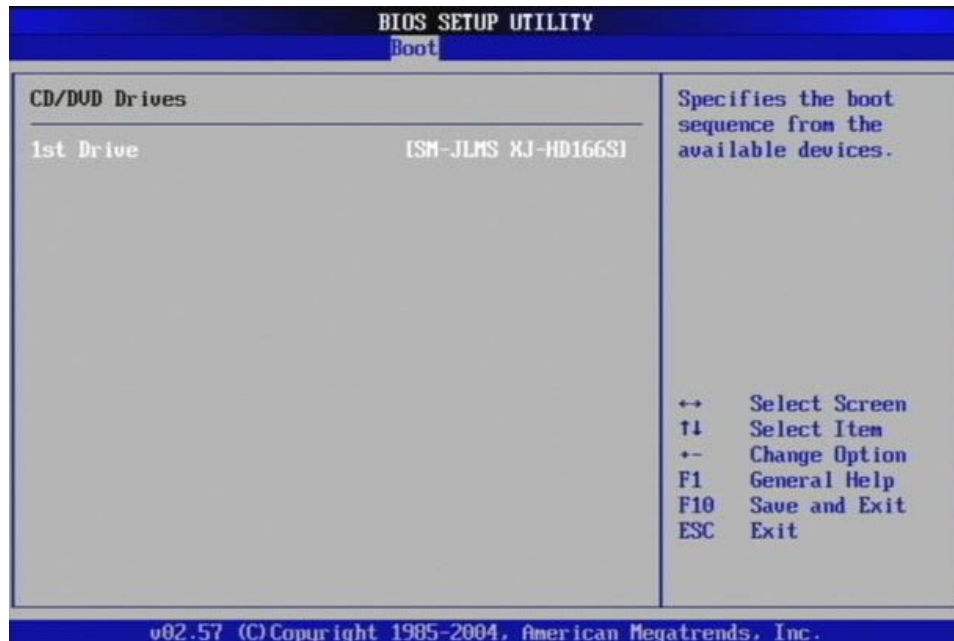 BIOS SETUP UTILITY
Boot
CD/DVD Drives
1st Drive [SM-JLMS XJ-HD166S]
Specifies the boot
sequence from the
available devices.
←→ Select Screen
↑↓ Select Item
+- Change Option
F1 General Help
F10 Save and Exit
ESC Exit
v02.57 (C)Copyright 1985-2004, American Megatrends, Inc.